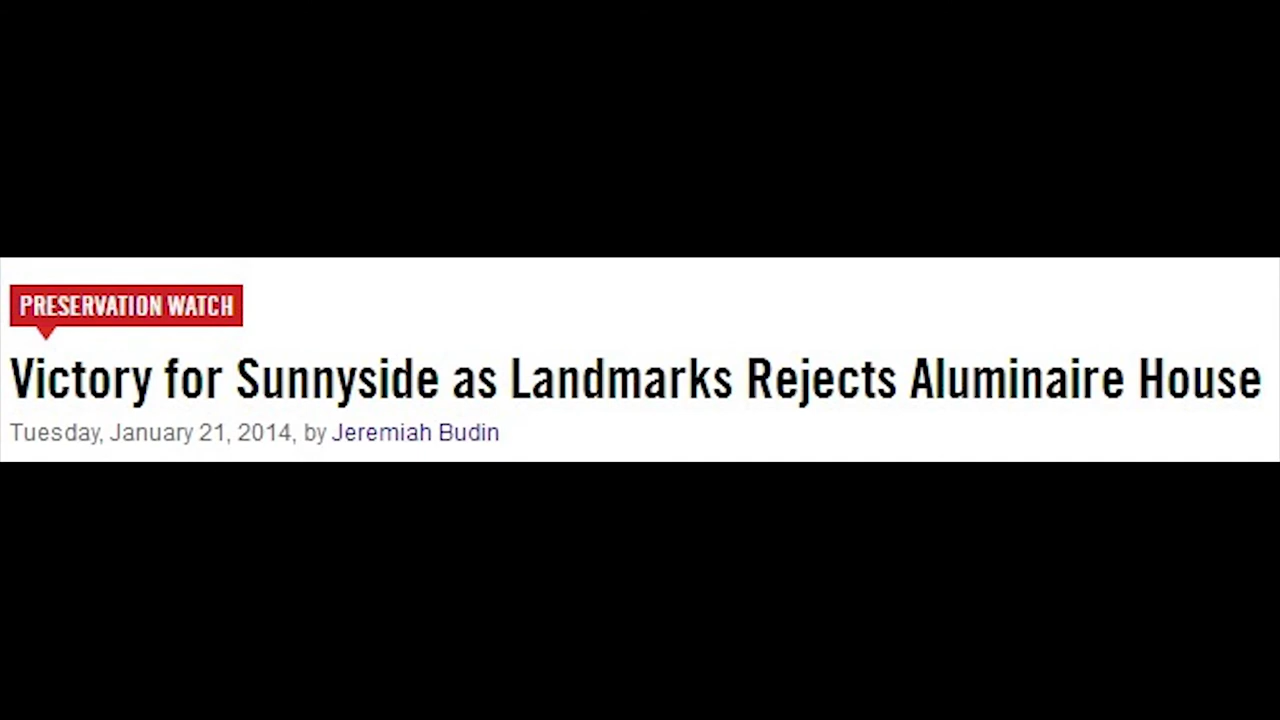 PRESERVATION WATCH
Victory for Sunnyside as Landmarks Rejects Aluminaire House
Tuesday, January 21, 2014, by Jeremiah Budin